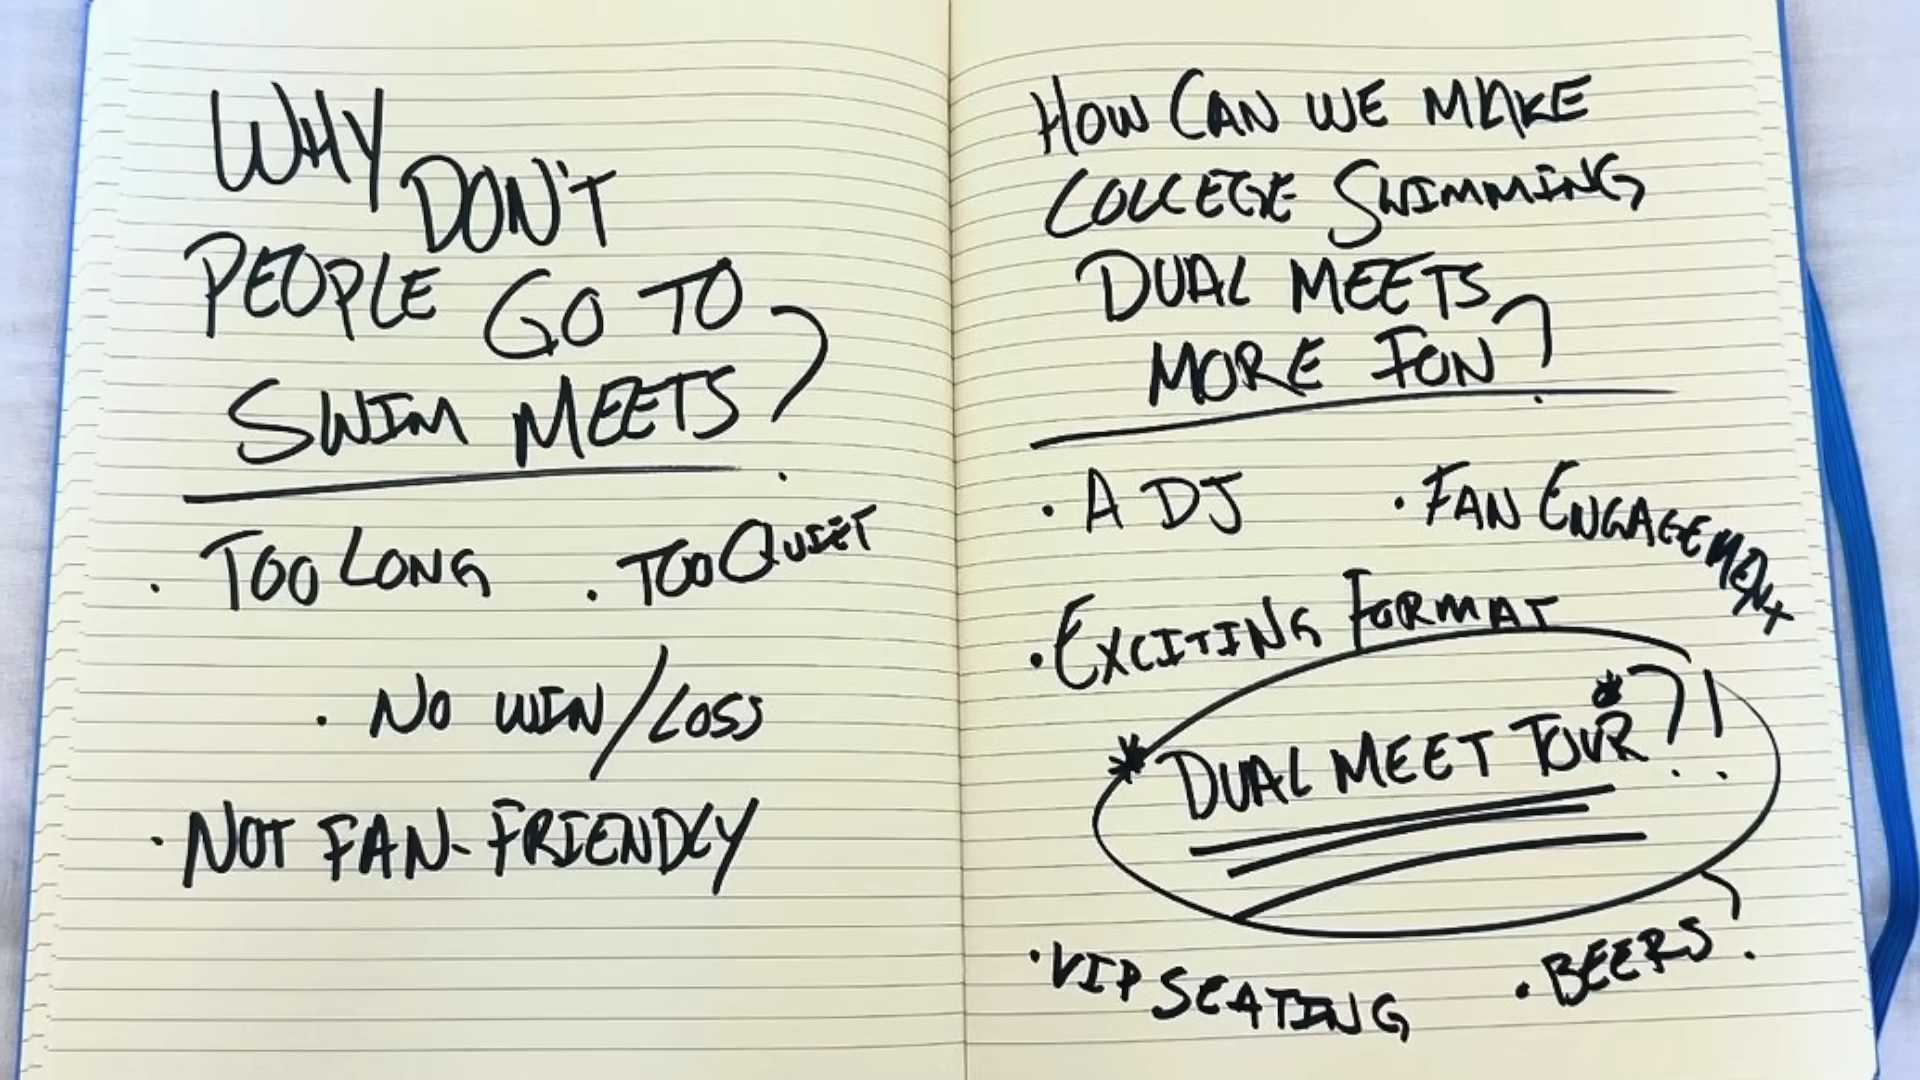 WHY
DON'T
PEOPLE GO TO
SWIM MEETS?
· TOO LONG · TOO QUIET
· NO WIN/LOSS
· NOT FAN-FRIENDLY
HOW CAN WE MAKE
COLLEGE SWIMMING
DUAL MEETS
MORE FUN?
· A DJ · FAN ENGAGEMENT
· EXCITING FORMAT
*DUAL MEET TOUR*?!
· VIP SEATING · BEERS?